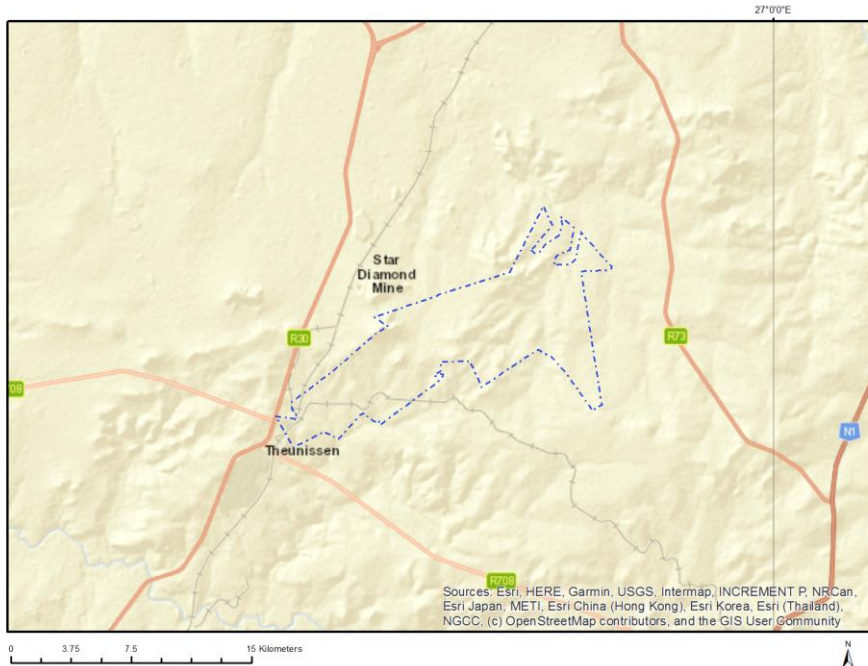 27°0'0"E
Star
Diamond
Mine
R30
R73
708
N1
Theunissen
R708
Sources: Esri, HERE, Garmin, USGS, Intermap, INCREMENT P, NRCan,
Esri Japan, METI, Esri China (Hong Kong), Esri Korea, Esri (Thailand),
NGCC, (c) OpenStreetMap contributors, and the GIS User Community
0 3.75 7.5 15 Kilometers
N